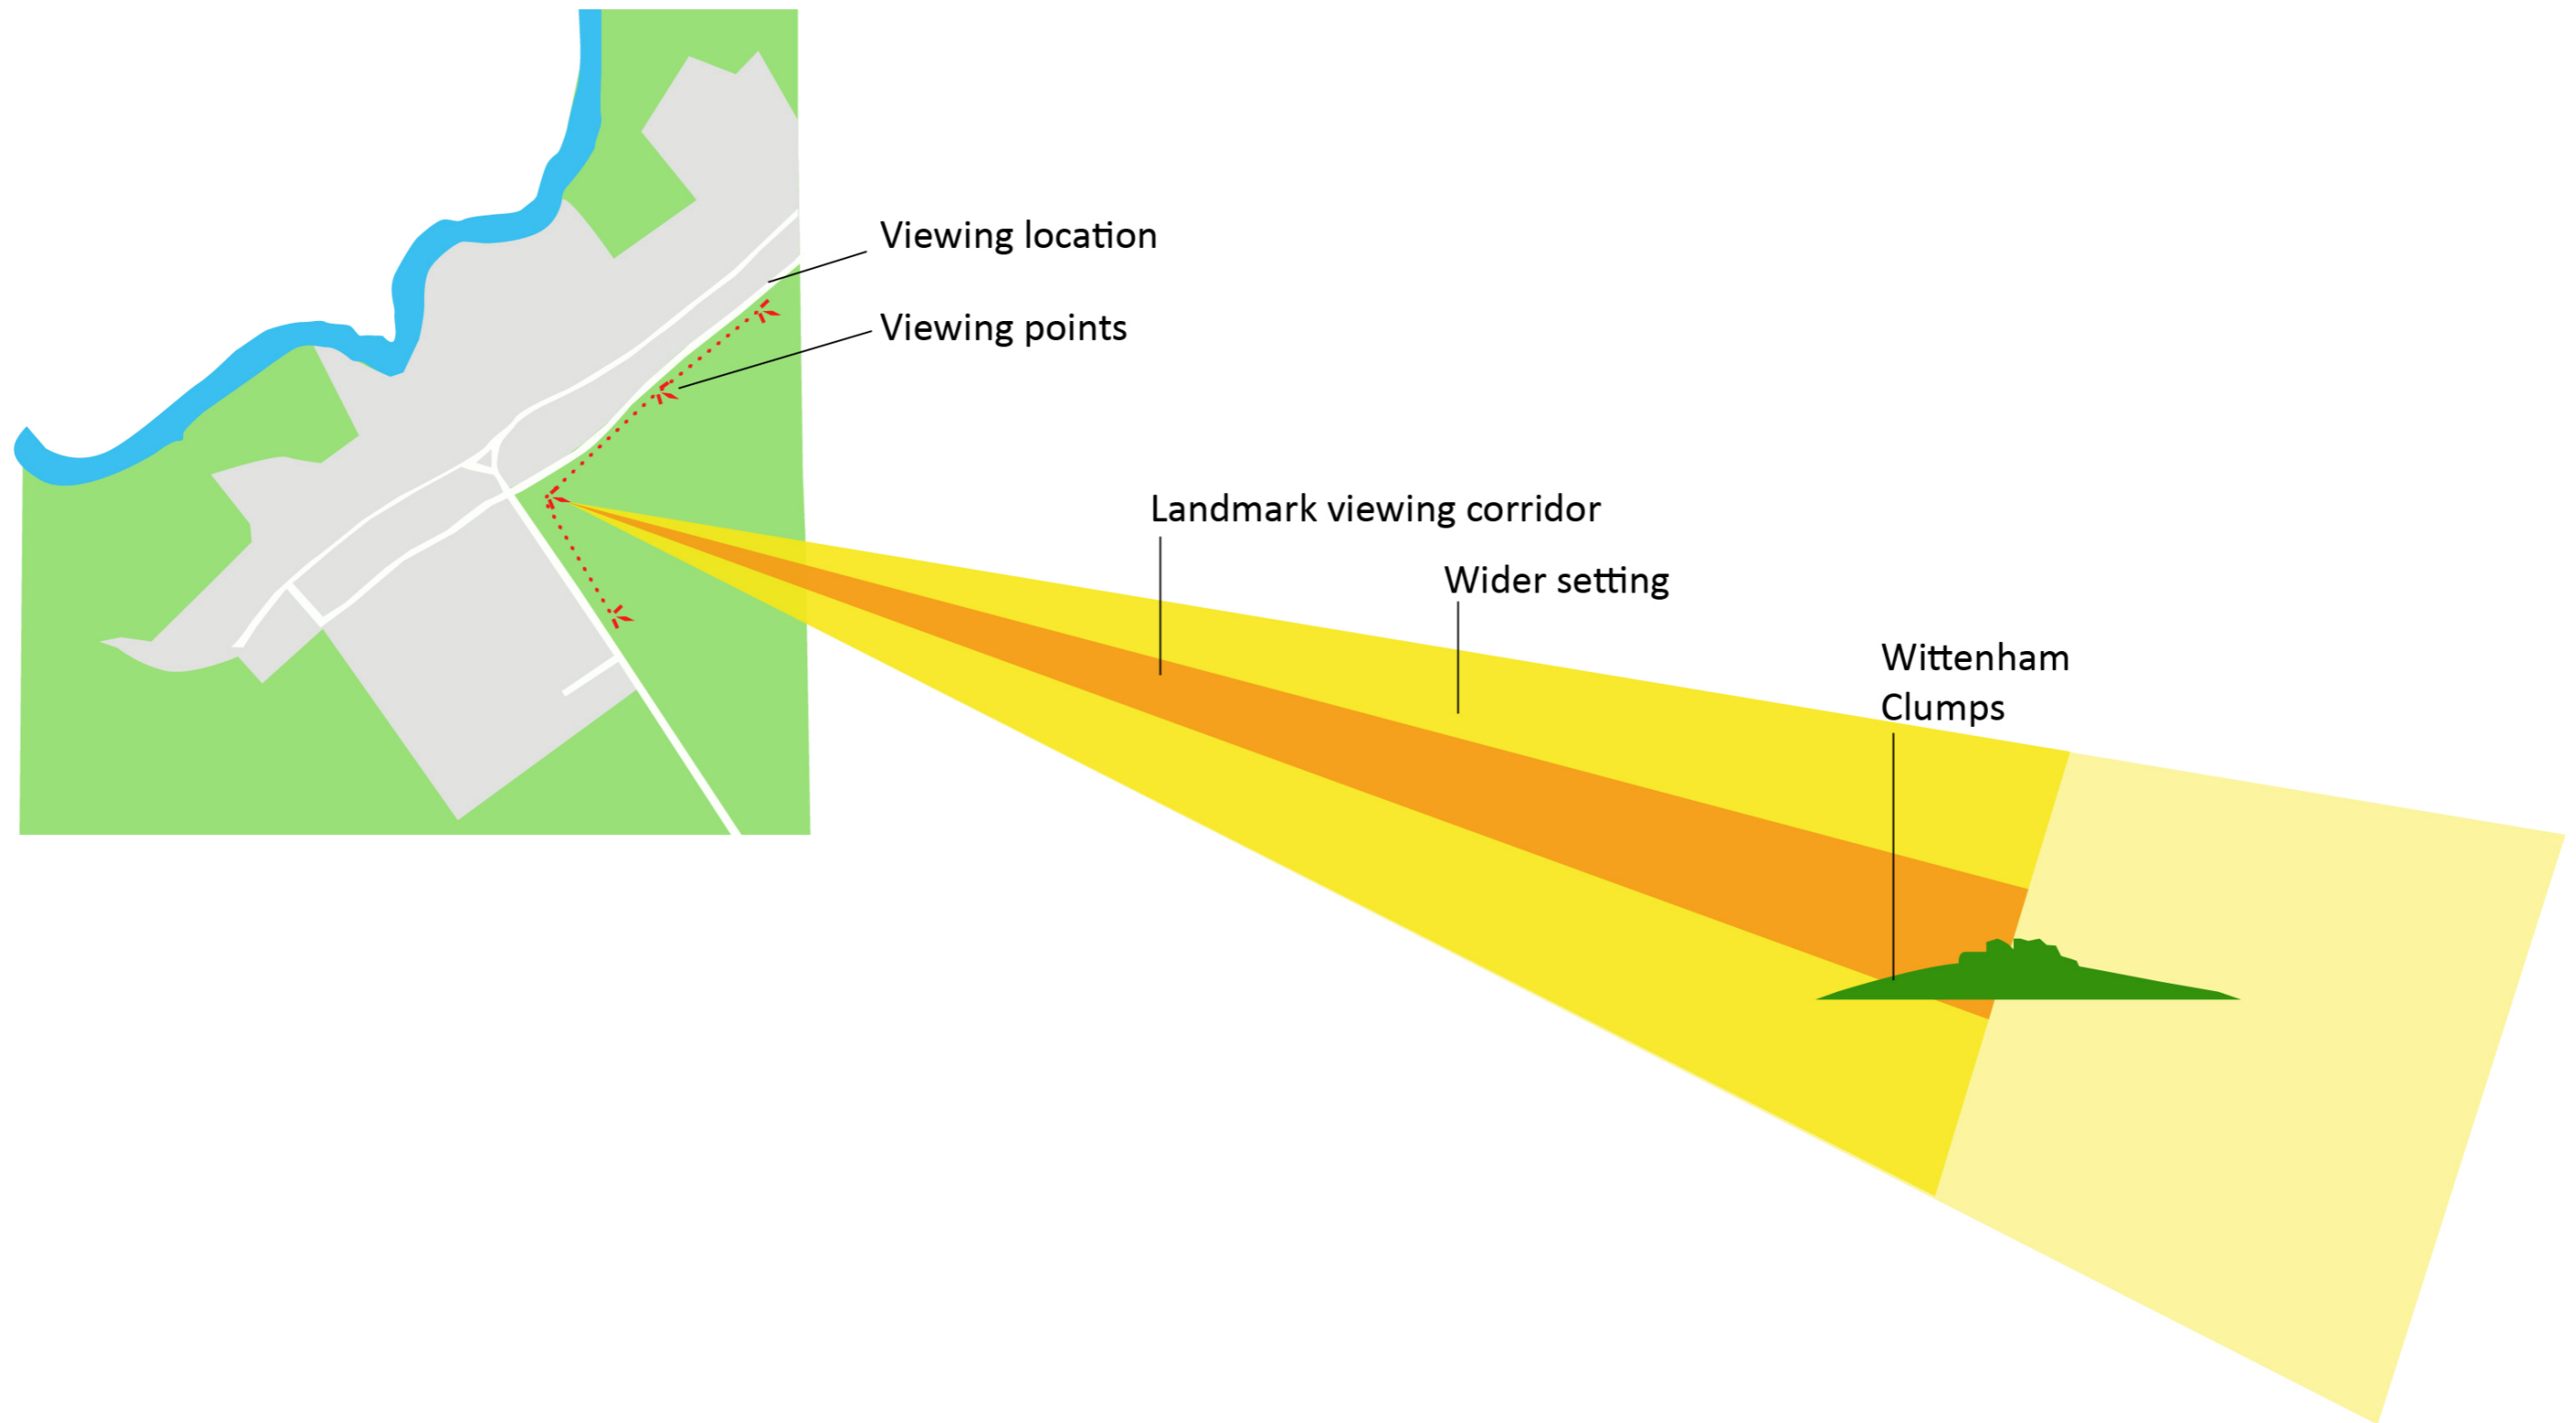 Viewing location
Viewing points
Landmark viewing corridor
Wider setting
Wittenham
Clumps